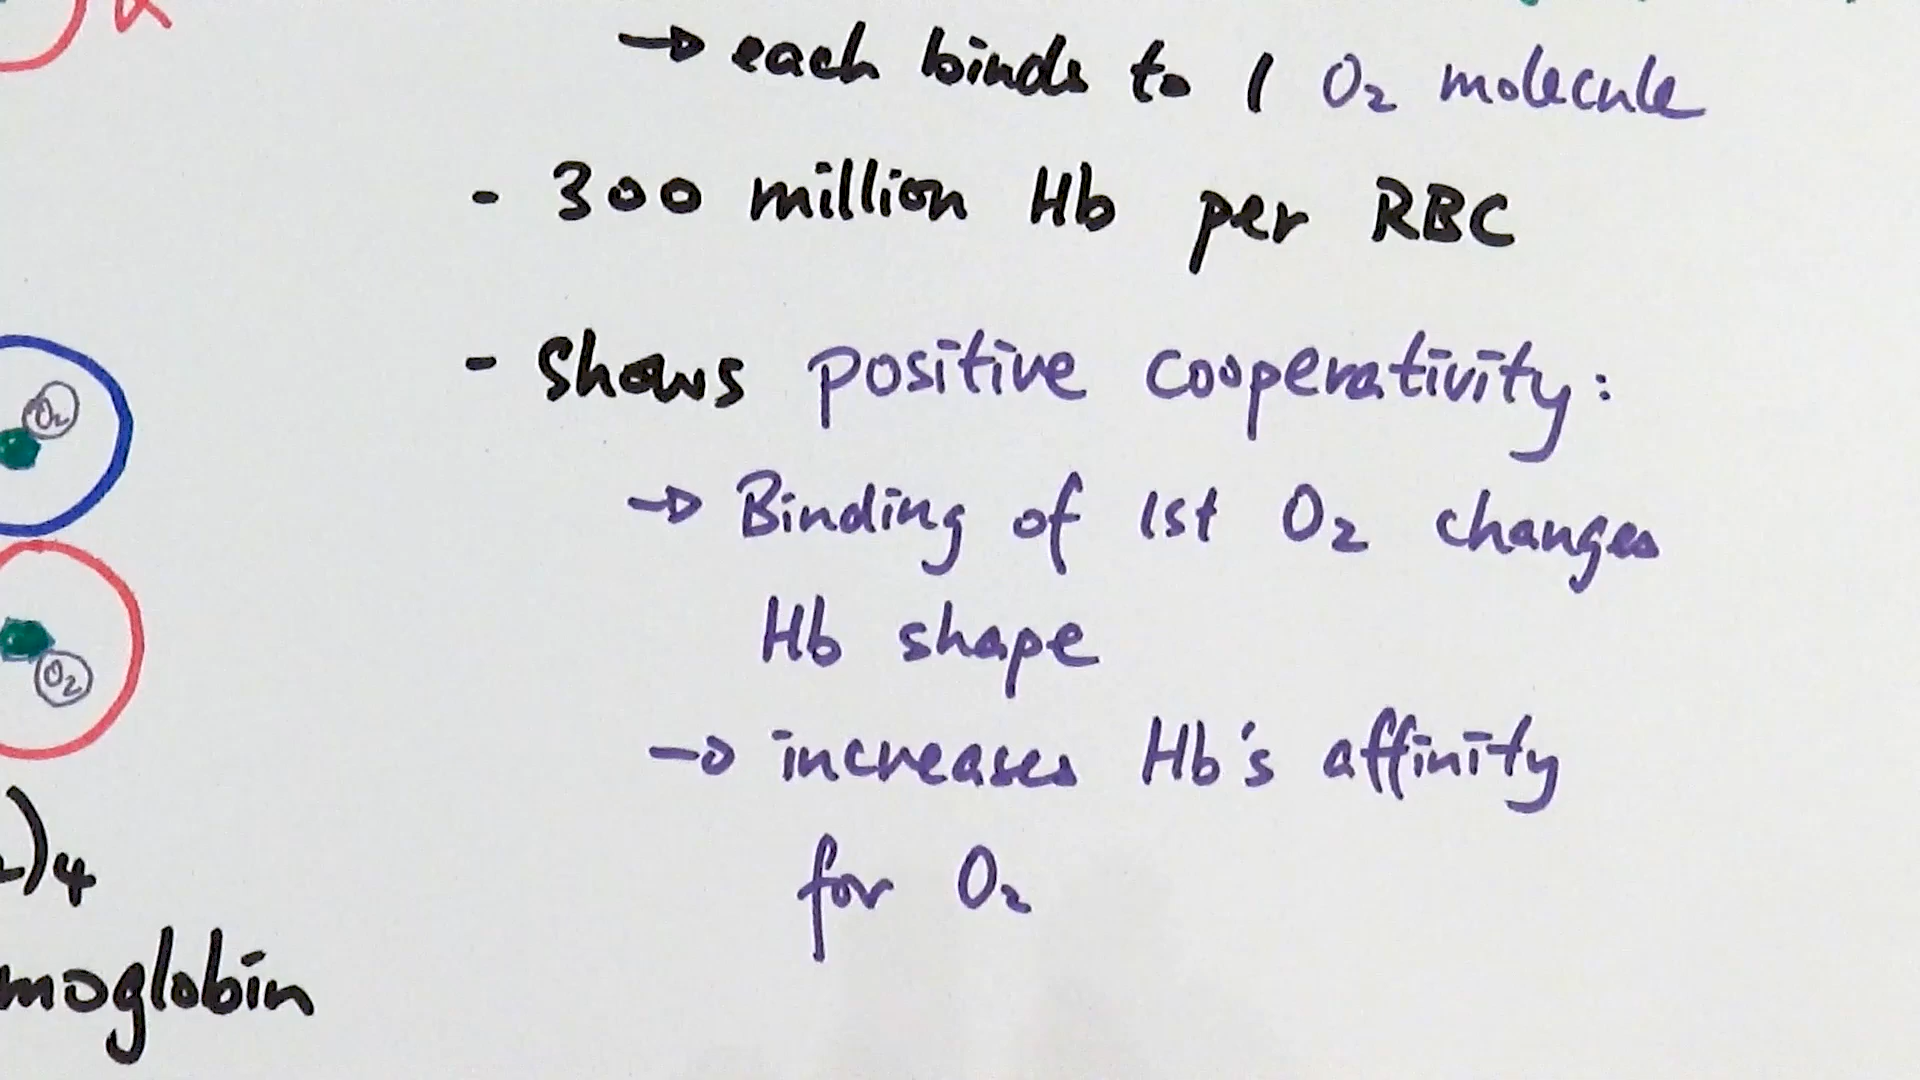 α
→ each binds to 1 O₂ molecule
- 300 million Hb per RBC
- Shows positive cooperativity:
O₂
→ Binding of 1st O₂ changes
Hb shape
O₂
→ increases Hb's affinity
)₄
for O₂
moglobin